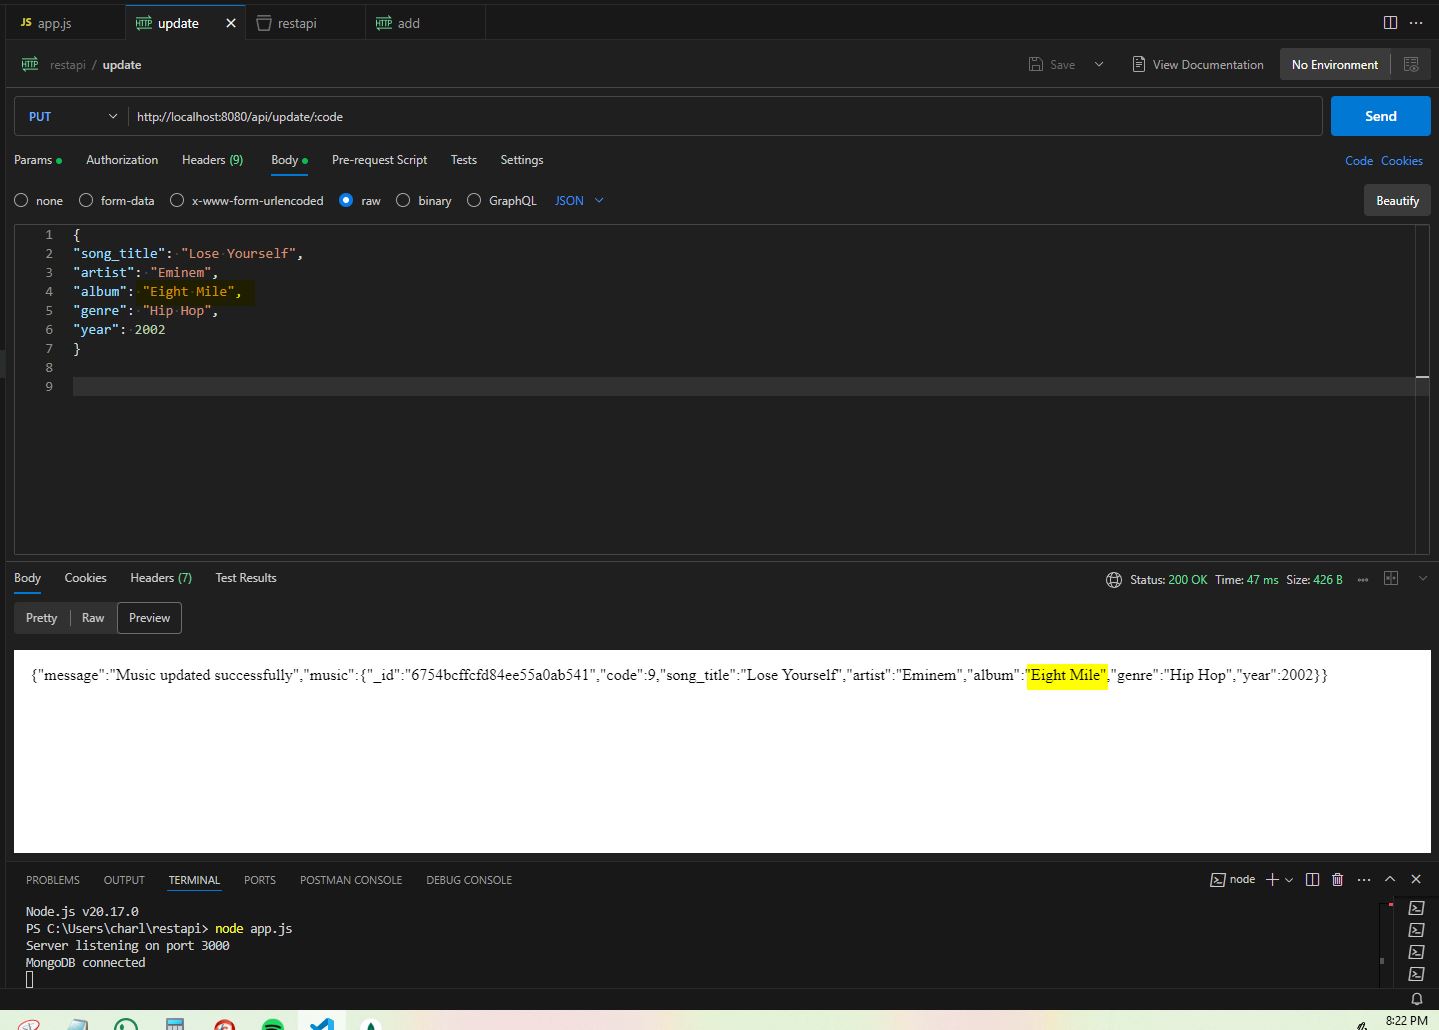 JS app.js
HTTP update
restapi
HTTP add
HTTP restapi / update
Save
View Documentation
No Environment
PUT
http://localhost:8080/api/update/:code
Send
Params
Authorization
Headers (9)
Body
Pre-request Script
Tests
Settings
Code
Cookies
none
form-data
x-www-form-urlencoded
raw
binary
GraphQL
JSON
Beautify
1 {
2 "song_title": "Lose Yourself",
3 "artist": "Eminem",
4 "album": "Eight Mile",
5 "genre": "Hip Hop",
6 "year": 2002
7 }
8
9
Body
Cookies
Headers (7)
Test Results
Status: 200 OK Time: 47 ms Size: 426 B
Pretty
Raw
Preview
{"message":"Music updated successfully","music":{"_id":"6754bcffcfd84ee55a0ab541","code":9,"song_title":"Lose Yourself","artist":"Eminem","album":"Eight Mile","genre":"Hip Hop","year":2002}}
PROBLEMS
OUTPUT
TERMINAL
PORTS
POSTMAN CONSOLE
DEBUG CONSOLE
node
Node.js v20.17.0
PS C:\Users\charl\restapi> node app.js
Server listening on port 3000
MongoDB connected
8:22 PM